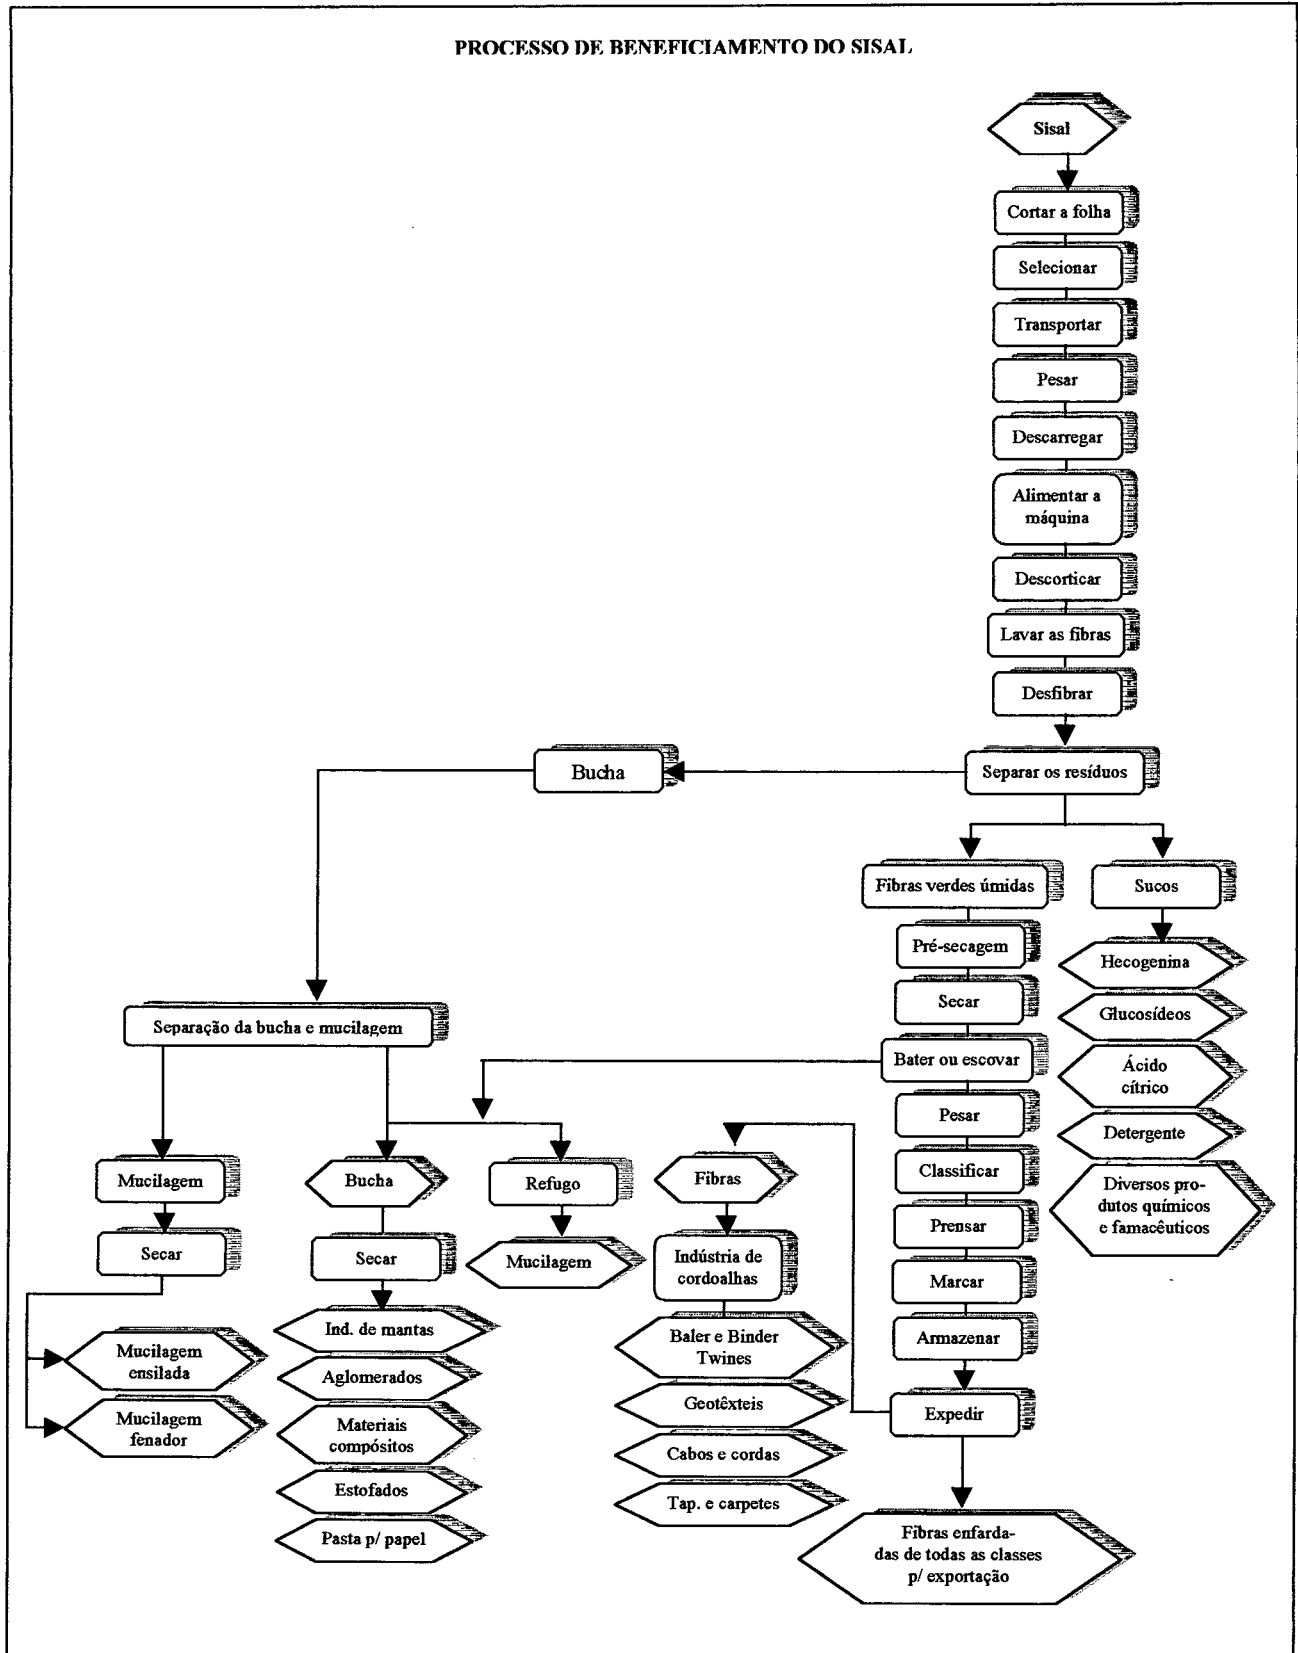 PROCESSO DE BENEFICIAMENTO DO SISAL
Sisal
Cortar a folha
Selecionar
Transportar
Pesar
Descarregar
Alimentar a
máquina
Descorticar
Lavar as fibras
Desfibrar
Separar os resíduos
Bucha
Fibras verdes úmidas
Sucos
Pré-secagem
Secar
Bater ou escovar
Pesar
Classificar
Prensar
Marcar
Armazenar
Expedir
Fibras enfarda-
das de todas as classes
p/ exportação
Hecogenina
Glucosídeos
Ácido
cítrico
Detergente
Diversos pro-
dutos químicos
e famacêuticos
Separação da bucha e mucilagem
Mucilagem
Secar
Mucilagem
ensilada
Mucilagem
fenador
Bucha
Secar
Ind. de mantas
Aglomerados
Materiais
compósitos
Estofados
Pasta p/ papel
Refugo
Mucilagem
Fibras
Indústria de
cordoalhas
Baler e Binder
Twines
Geotêxteis
Cabos e cordas
Tap. e carpetes